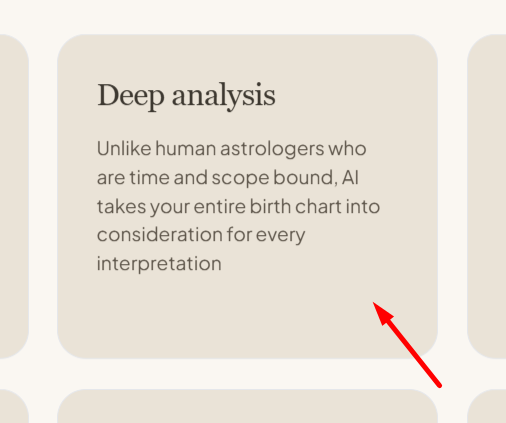 Deep analysis
Unlike human astrologers who
are time and scope bound, AI
takes your entire birth chart into
consideration for every
interpretation